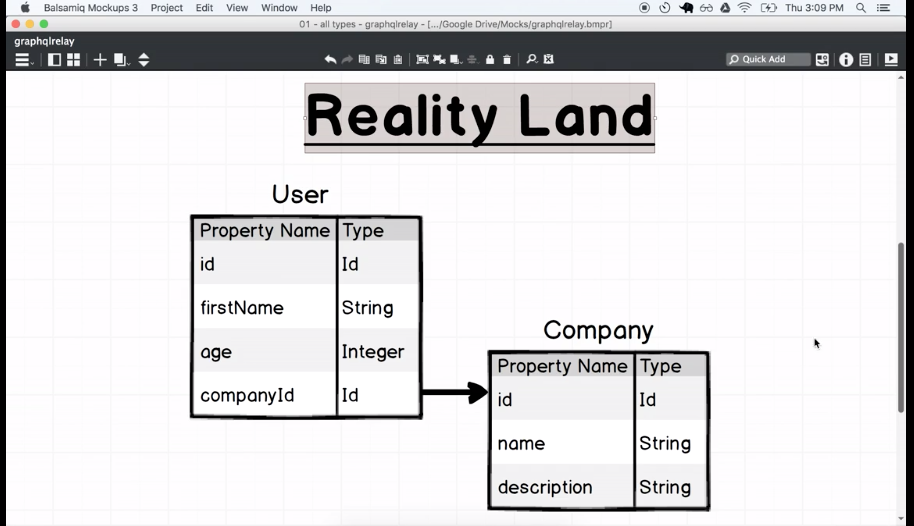 Balsamiq Mockups 3 Project Edit View Window Help Thu 3:09 PM
01 - all types - graphqlrelay - [.../Google Drive/Mocks/graphqlrelay.bmpr]
graphqlrelay
Quick Add
Reality Land
User
Property Name Type
id Id
firstName String
age Integer
companyId Id
Company
Property Name Type
id Id
name String
description String